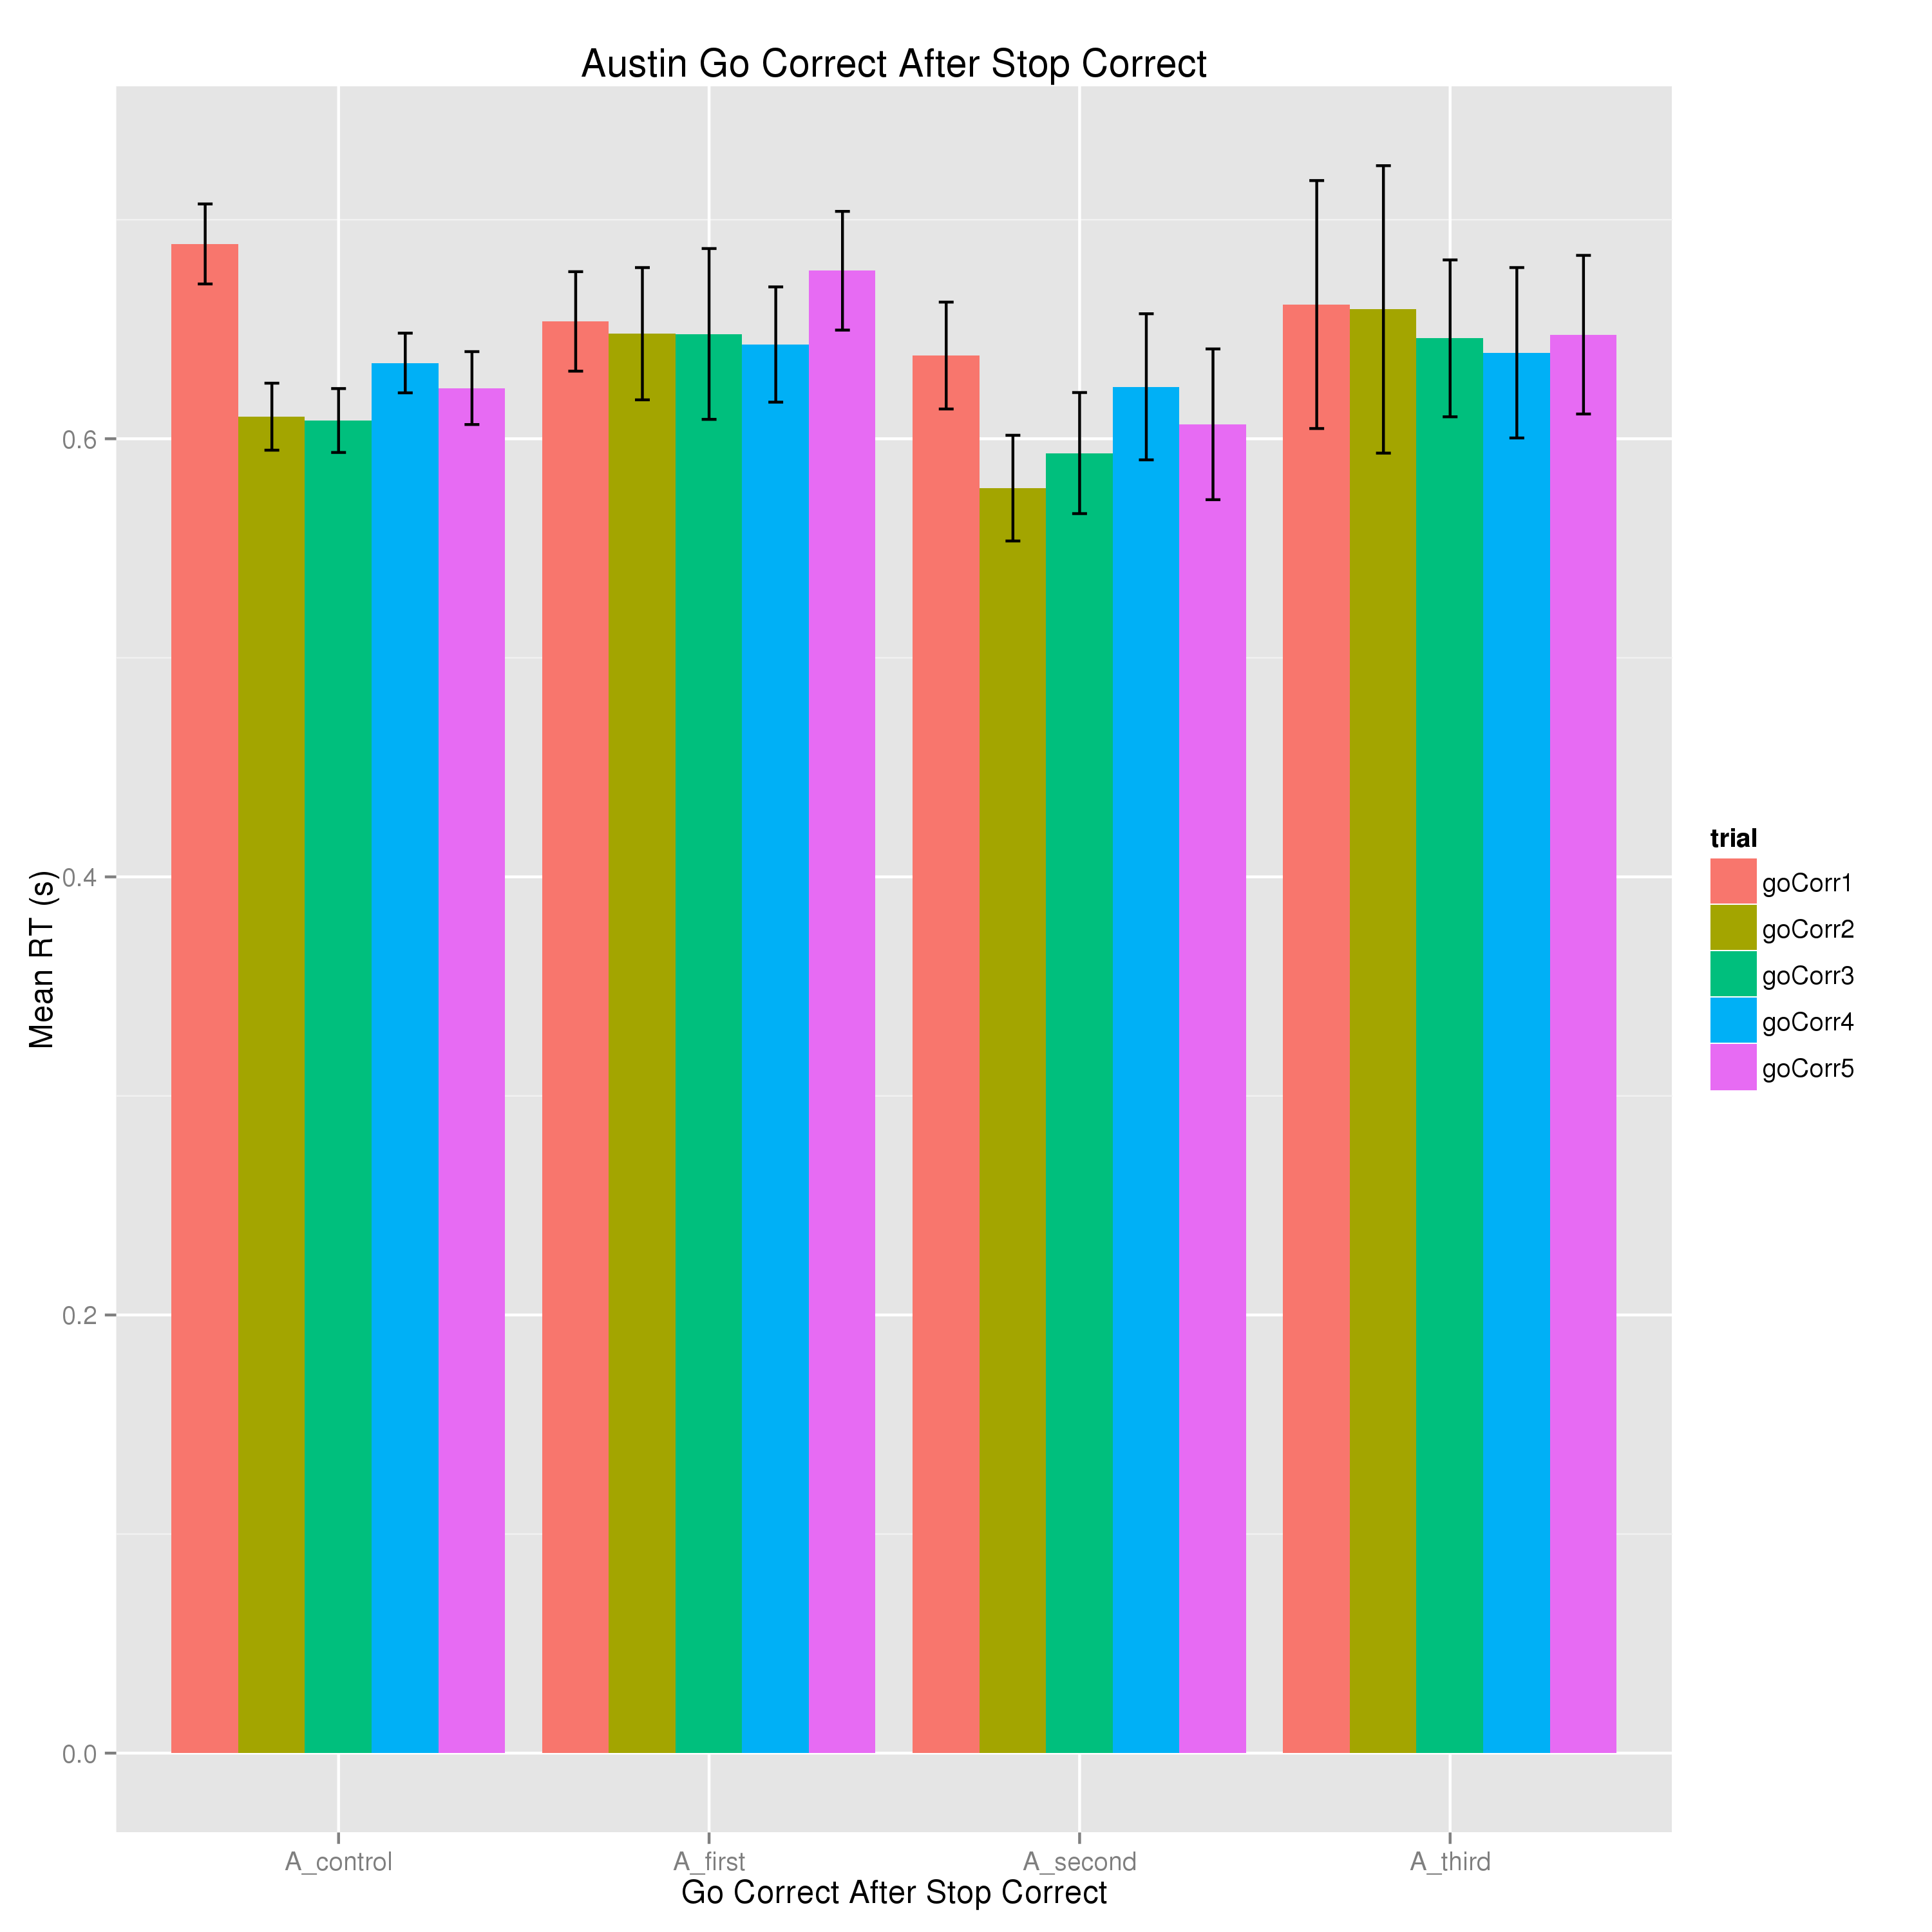 Austin Go Correct After Stop Correct
Mean RT (s)
0.6
0.4
0.2
0.0
A_control
A_first
A_second
A_third
Go Correct After Stop Correct
trial
goCorr1
goCorr2
goCorr3
goCorr4
goCorr5